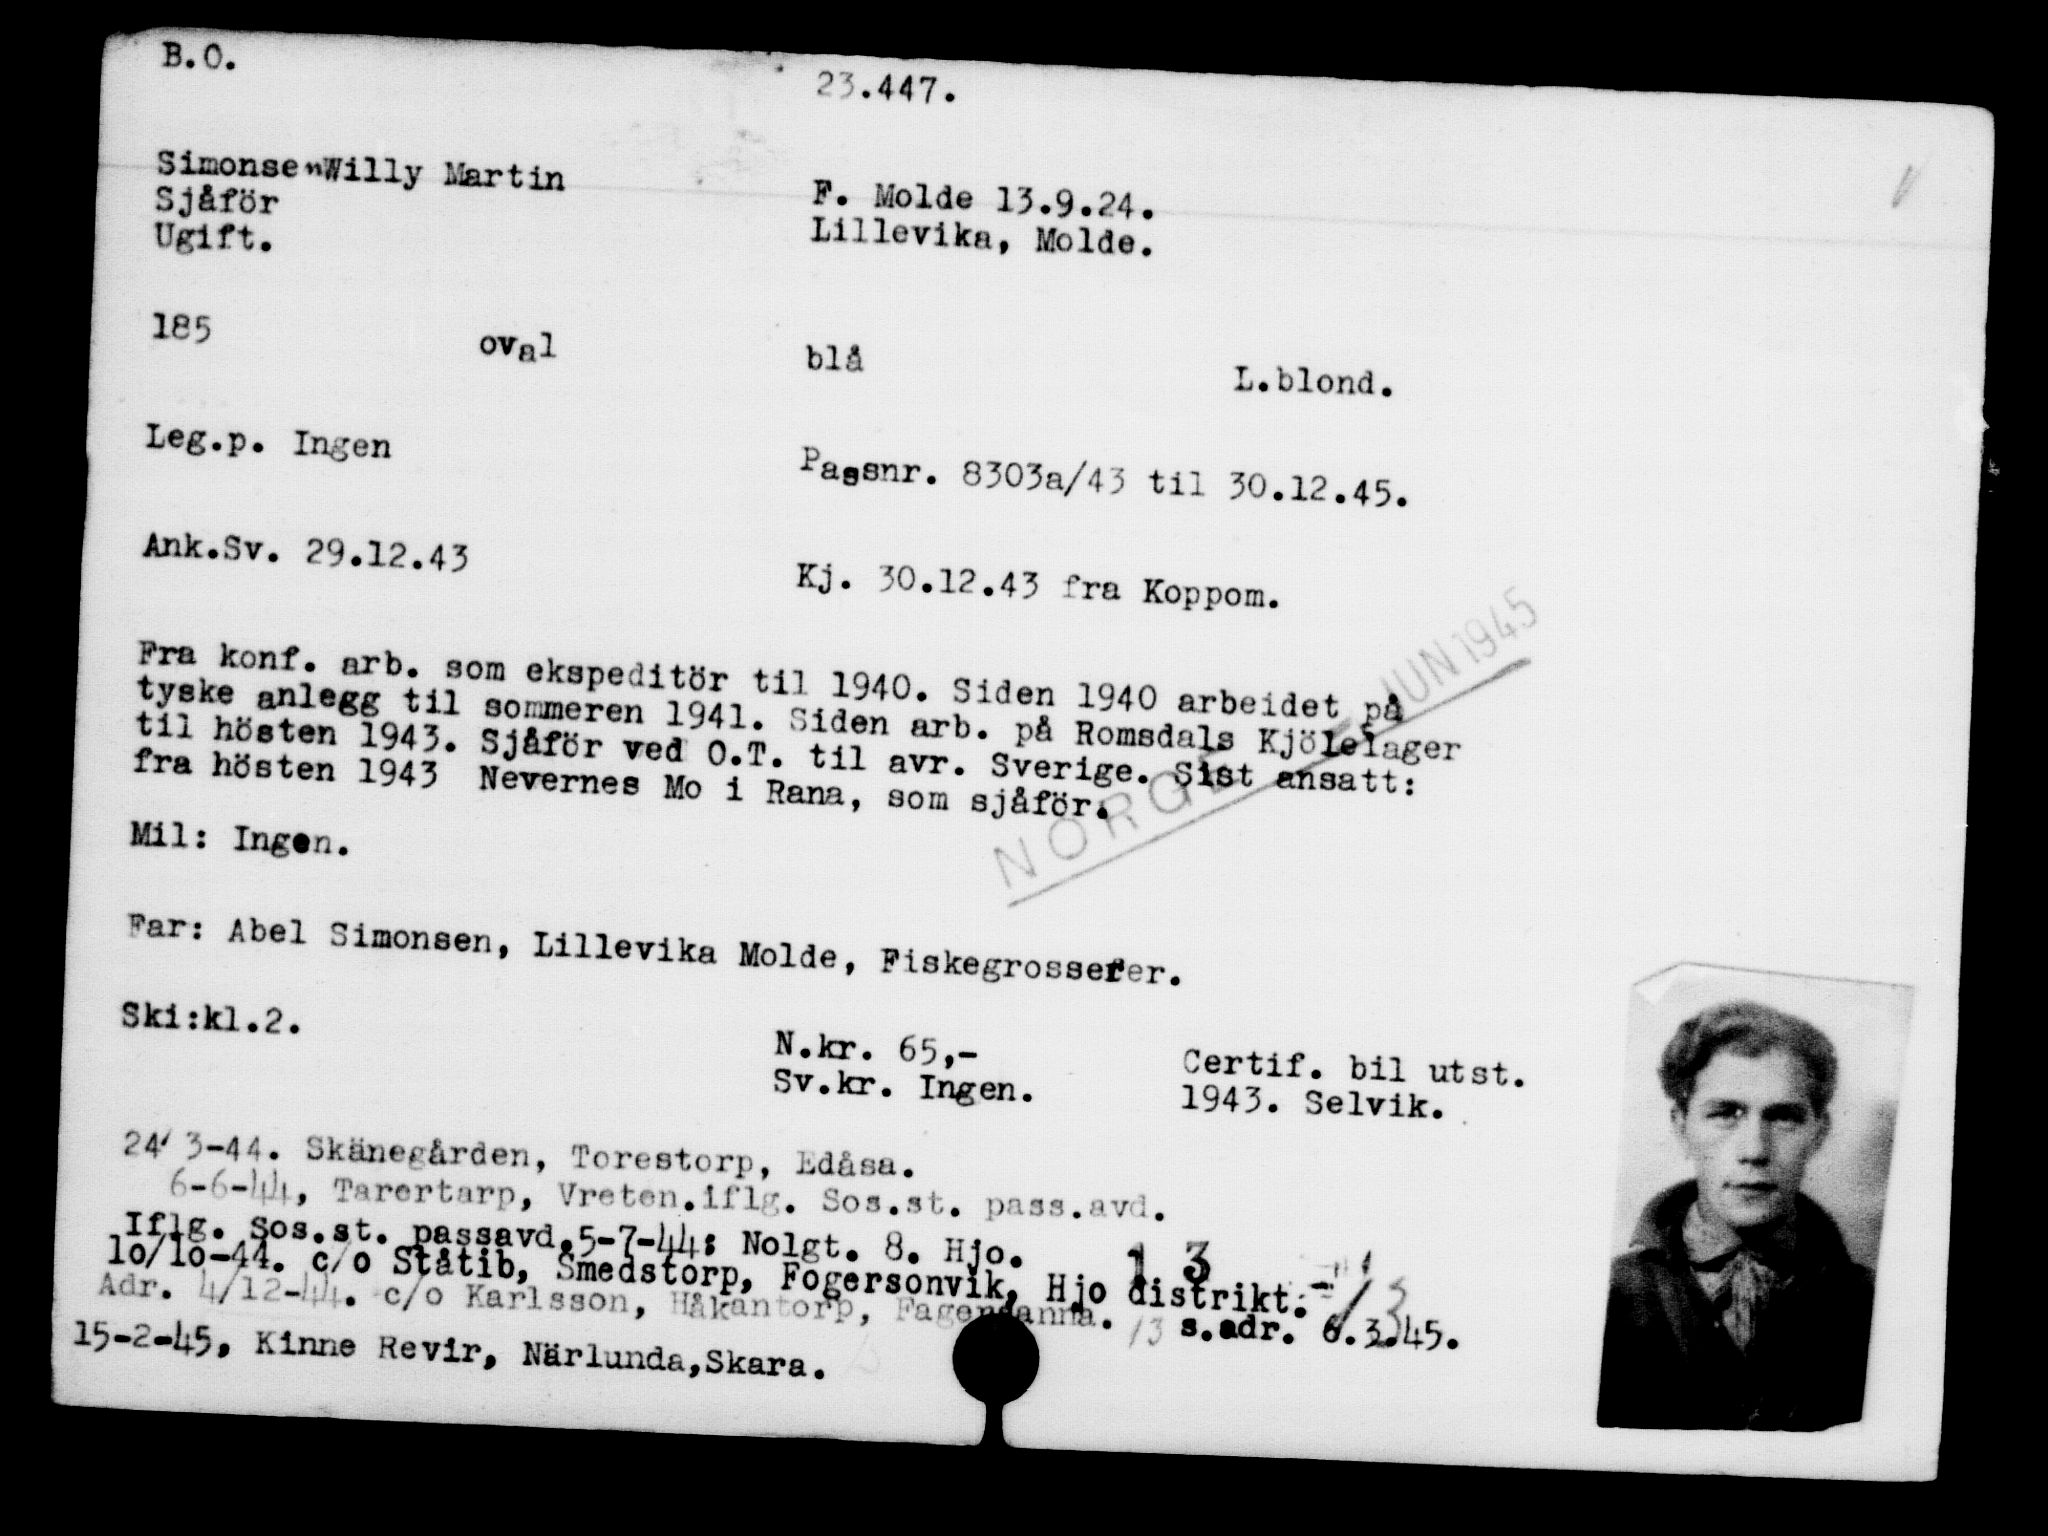 B.O.
23.447.
Simonsen Willy Martin
F. Molde 13.9.24.
Sjåför
Lillevika, Molde.
Ugift.
185 oval blå L.blond.
Leg.p. Ingen
Passnr. 8303a/43 til 30.12.45.
Ank.Sv. 29.12.43
Kj. 30.12.43 fra Koppom.
Fra konf. arb. som ekspeditör til 1940. Siden 1940 arbeidet på
tyske anlegg til sommeren 1941. Siden arb. på Romsdals Kjölelager
til hösten 1943. Sjåför ved O.T. til avr. Sverige. Sist ansatt:
fra hösten 1943 Nevernes Mo i Rana, som sjåför.
NORGE JUN 1945
Mil: Ingen.
Far: Abel Simonsen, Lillevika Molde, Fiskegrosserer.
Ski:kl.2.
N.kr. 65,-
Sv.kr. Ingen.
Certif. bil utst.
1943. Selvik.
24 3-44. Skänegården, Torestorp, Edåsa.
6-6-44, Tarertarp, Vreten.iflg. Sos.st. pass.avd.
Iflg. Sos.st. passavd.5-7-44: Nolgt. 8. Hjo. 13
10/10-44. c/o Ståtib, Smedstorp, Fogersonvik, Hjo distrikt.-
Adr. 4/12-44. c/o Karlsson, Håkantorp, Fagersanna. 13 s.adr. 6.3.45.
15-2-45, Kinne Revir, Närlunda,Skara.